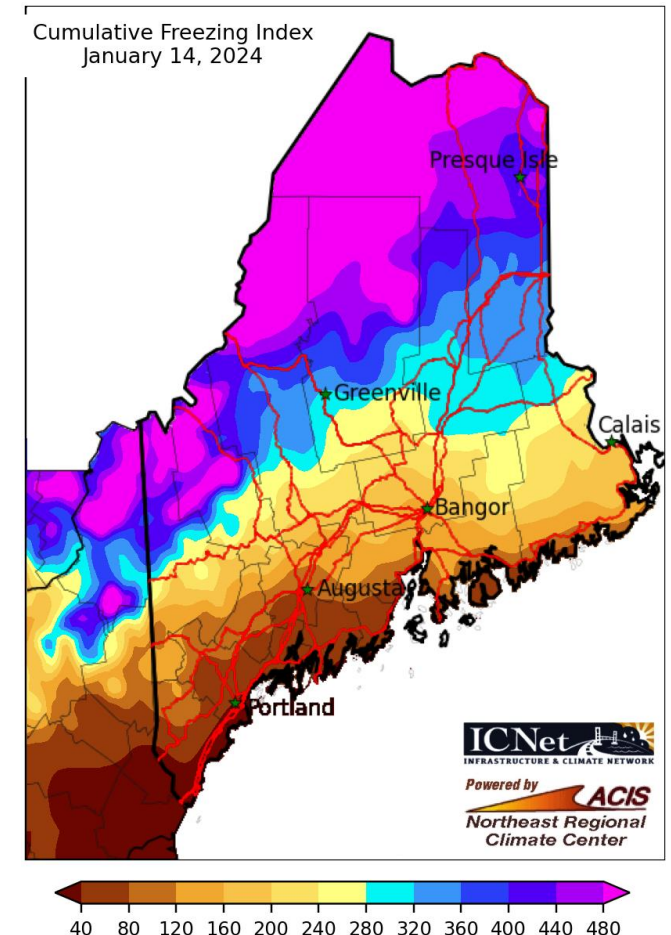 Cumulative Freezing Index
January 14, 2024
Presque Isle
Greenville
Calais
Bangor
Augusta
Portland
ICNet
INFRASTRUCTURE & CLIMATE NETWORK
Powered by
ACIS
Northeast Regional
Climate Center
40 80 120 160 200 240 280 320 360 400 440 480